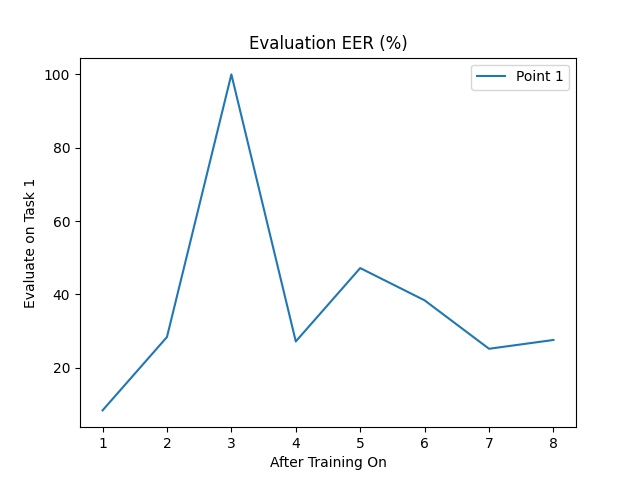 Evaluation EER (%)
Point 1
100
80
60
40
20
Evaluate on Task 1
1 2 3 4 5 6 7 8
After Training On